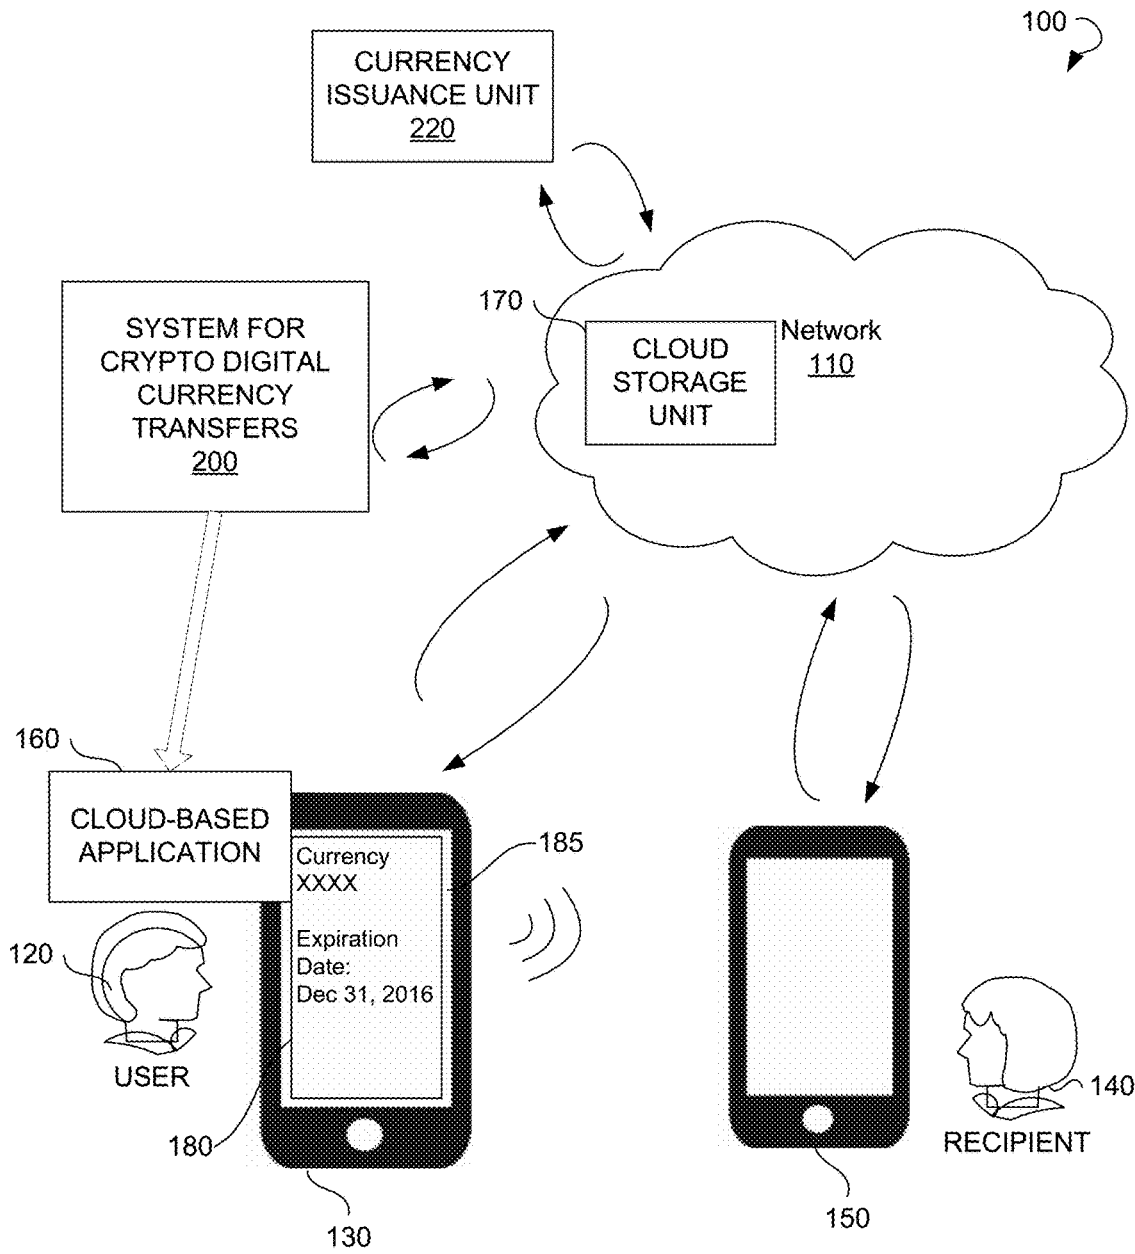 100
CURRENCY
ISSUANCE UNIT
220
170
CLOUD
STORAGE
UNIT
Network
110
SYSTEM FOR
CRYPTO DIGITAL
CURRENCY
TRANSFERS
200
160
CLOUD-BASED
APPLICATION
185
Currency
XXXX
Expiration
Date:
Dec 31, 2016
120
USER
180
130
140
RECIPIENT
150